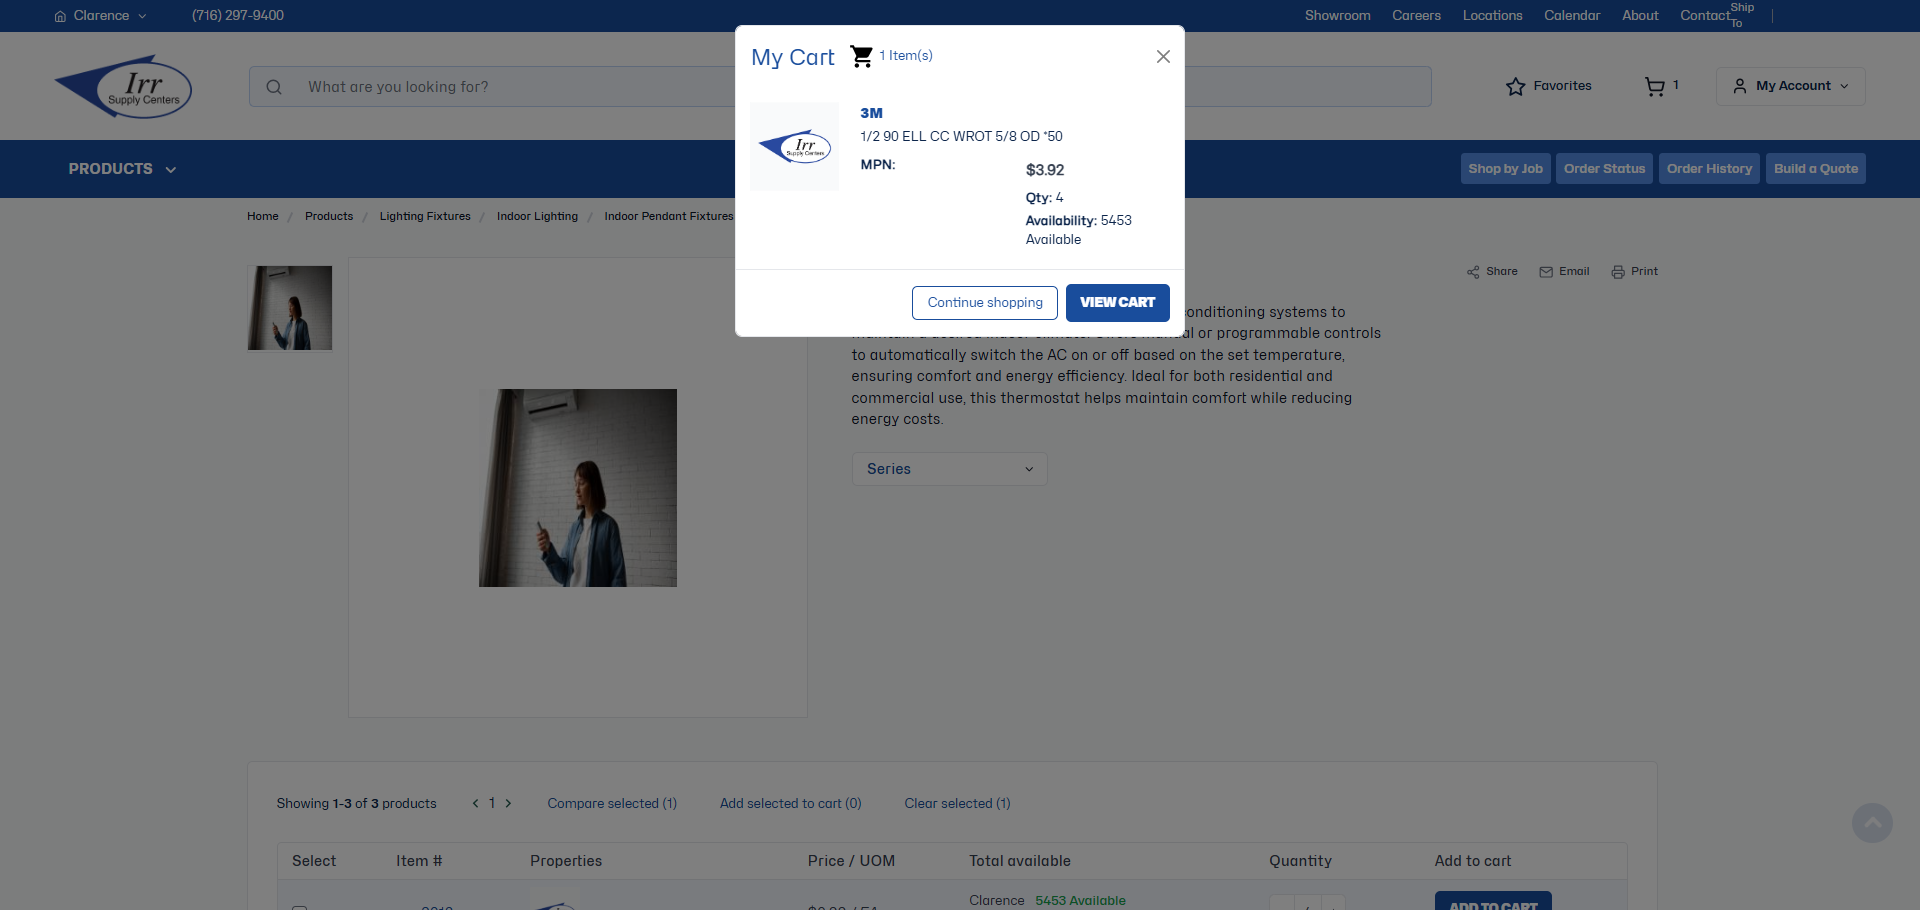 Clarence
(716) 297-9400
Showroom
Careers
Locations
Calendar
About
Contact
Ship To
Irr
Supply Centers
What are you looking for?
Favorites
1
My Account
PRODUCTS
Shop by Job
Order Status
Order History
Build a Quote
Home / Products / Lighting Fixtures / Indoor Lighting / Indoor Pendant Fixtures
My Cart
1 Item(s)
Irr
Supply Centers
3M
1/2 90 ELL CC WROT 5/8 OD *50
MPN:
$3.92
Qty: 4
Availability: 5453
Available
Continue shopping
VIEW CART
Share
Email
Print
conditioning systems to
or programmable controls
to automatically switch the AC on or off based on the set temperature,
ensuring comfort and energy efficiency. Ideal for both residential and
commercial use, this thermostat helps maintain comfort while reducing
energy costs.
Series
Showing 1-3 of 3 products
1
Compare selected (1)
Add selected to cart (0)
Clear selected (1)
Select
Item #
Properties
Price / UOM
Total available
Quantity
Add to cart
Clarence 5453 Available
ADD TO CART